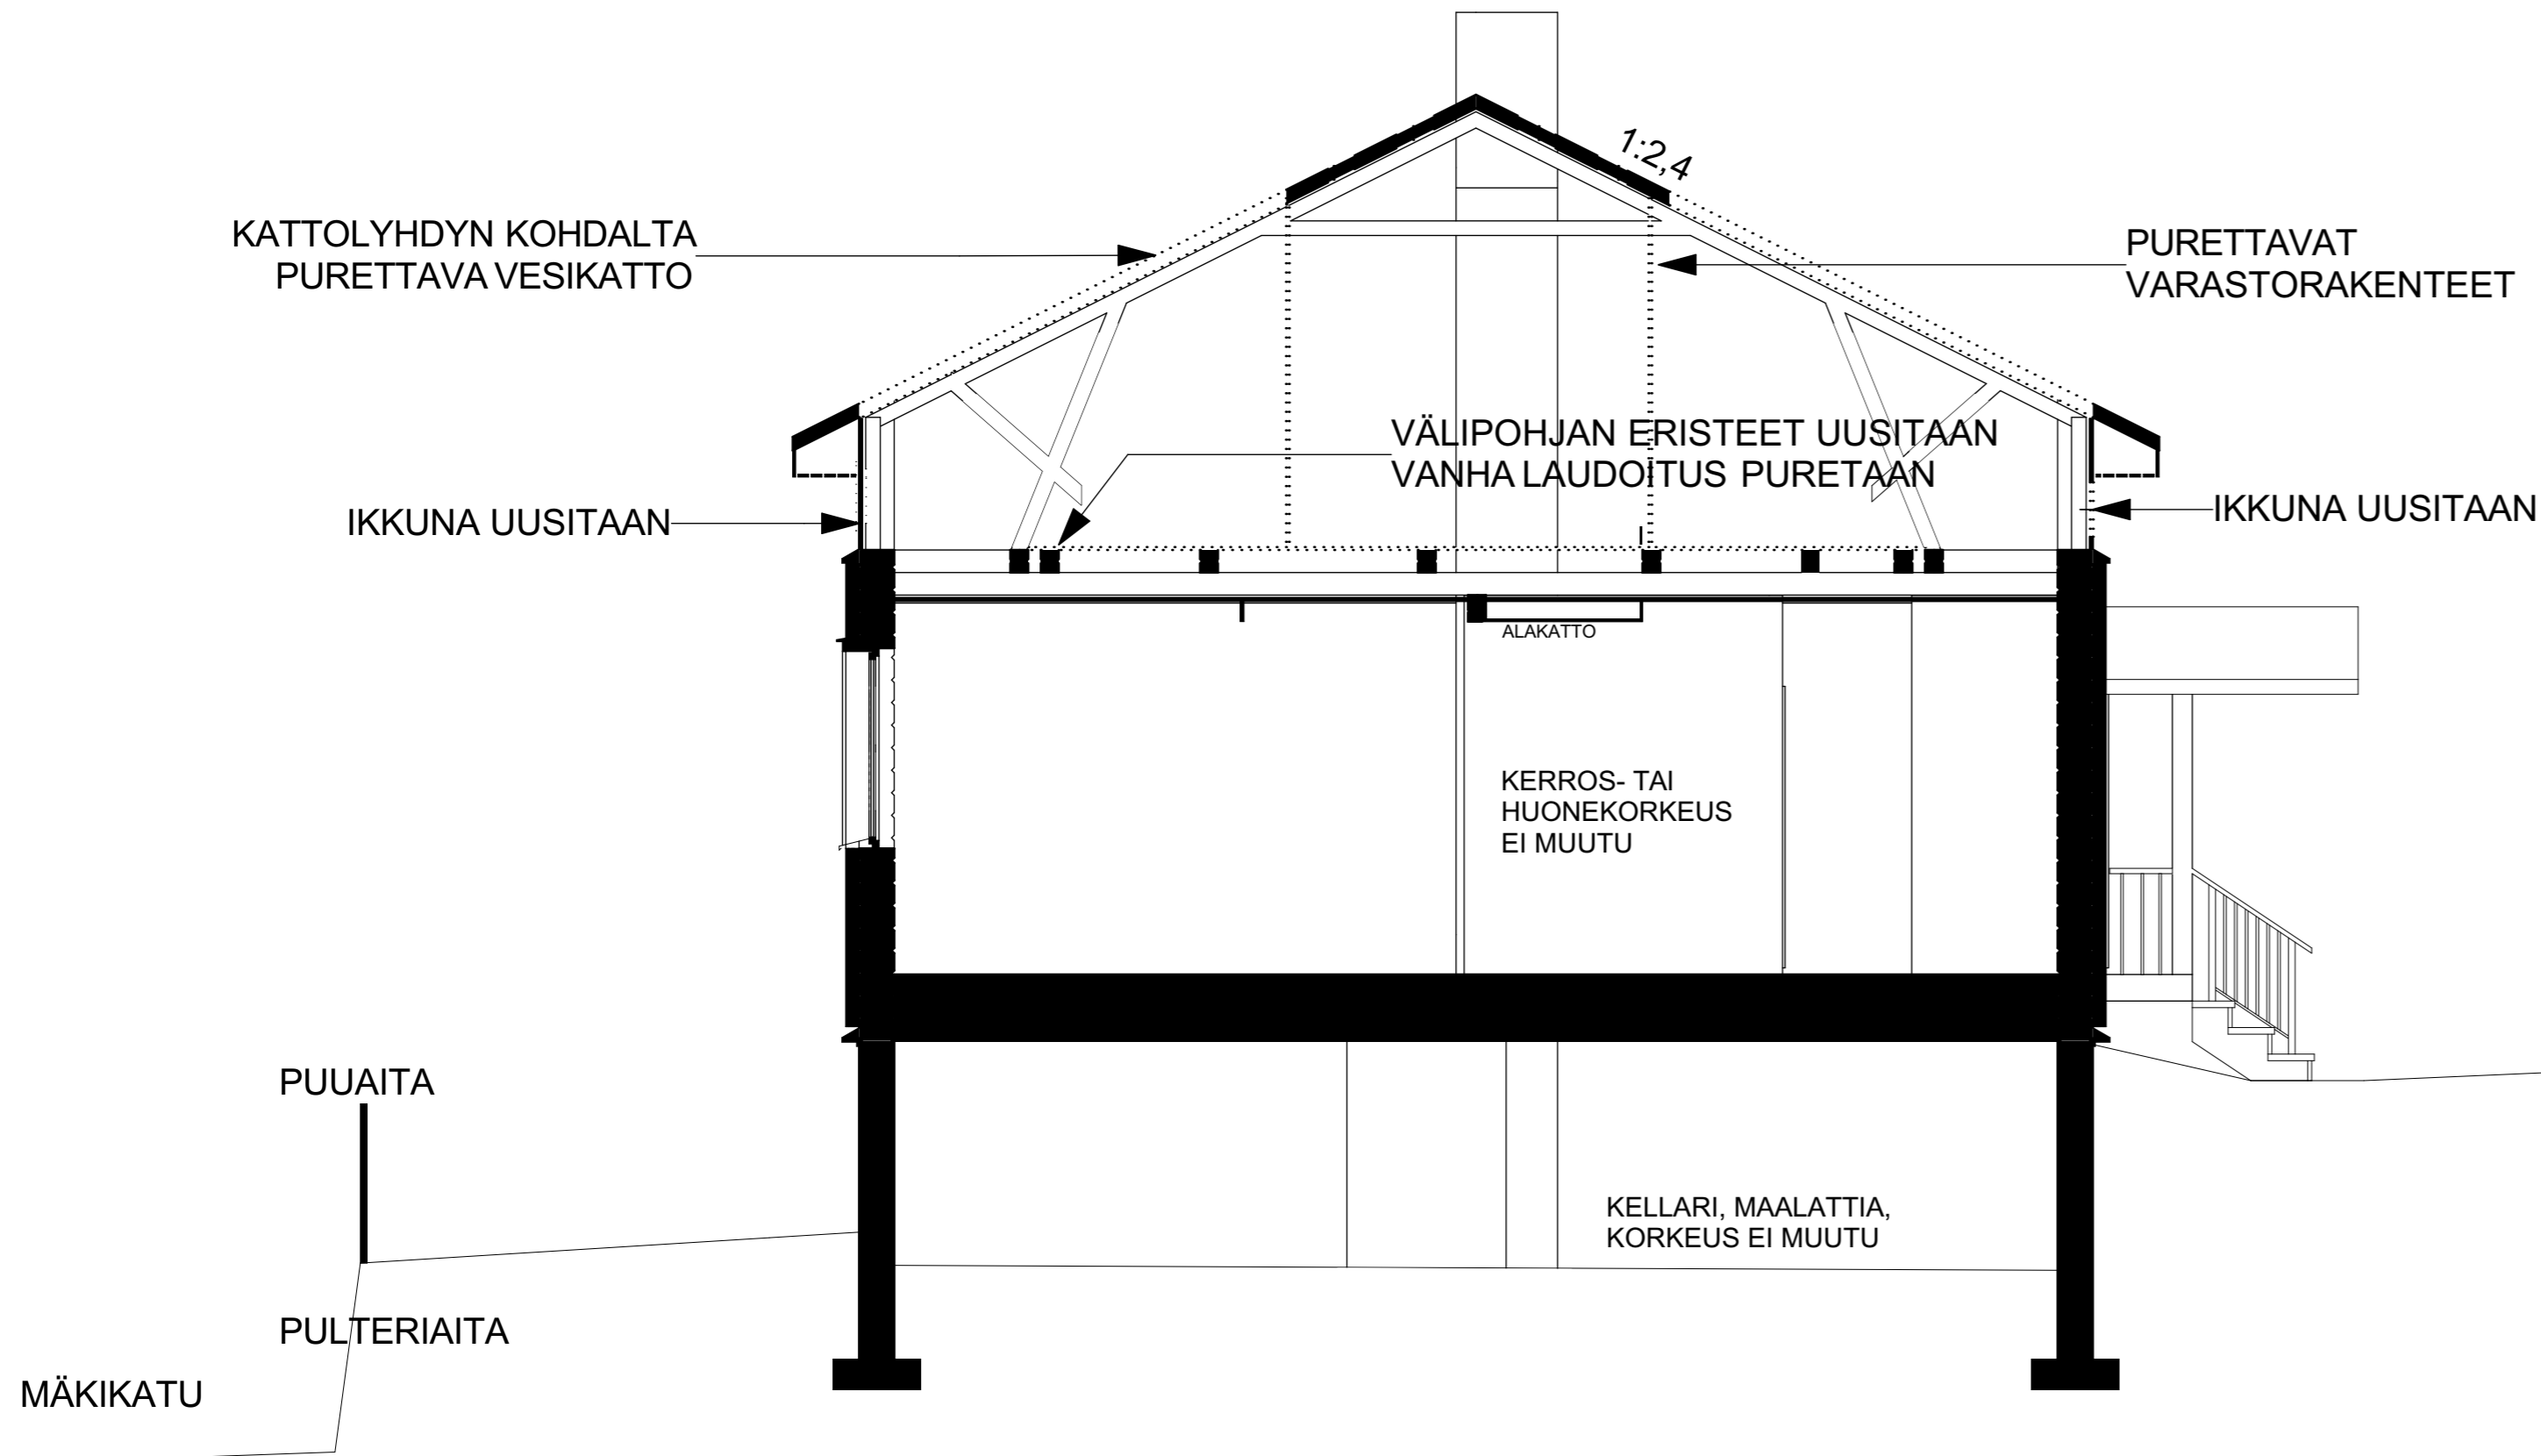 1:2,4
KATTOLYHDYN KOHDALTA
PURETTAVA VESIKATTO
PURETTAVAT
VARASTORAKENTEET
VÄLIPOHJAN ERISTEET UUSITAAN
VANHA LAUDOITUS PURETAAN
IKKUNA UUSITAAN
IKKUNA UUSITAAN
ALAKATTO
KERROS- TAI
HUONEKORKEUS
EI MUUTU
PUUAITA
KELLARI, MAALATTIA,
KORKEUS EI MUUTU
PULTERIAITA
MÄKIKATU